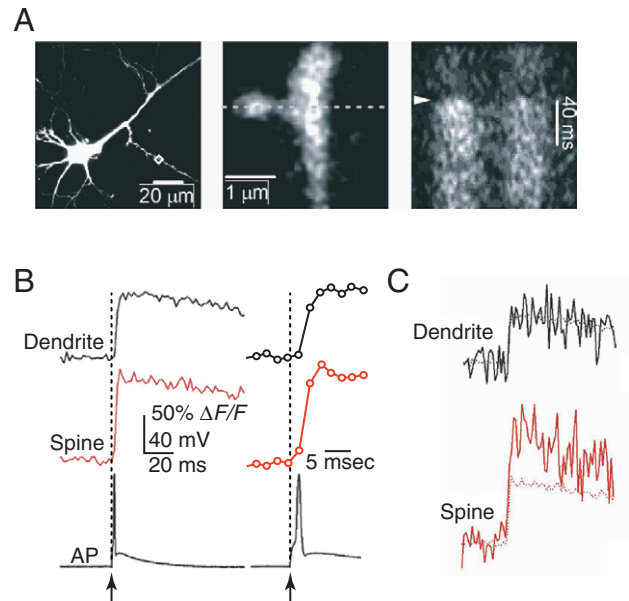 A
20 µm
1 µm
40 ms
B
C
Dendrite
Dendrite
Spine
50% ΔF/F
40 mV
20 ms
5 msec
Spine
AP